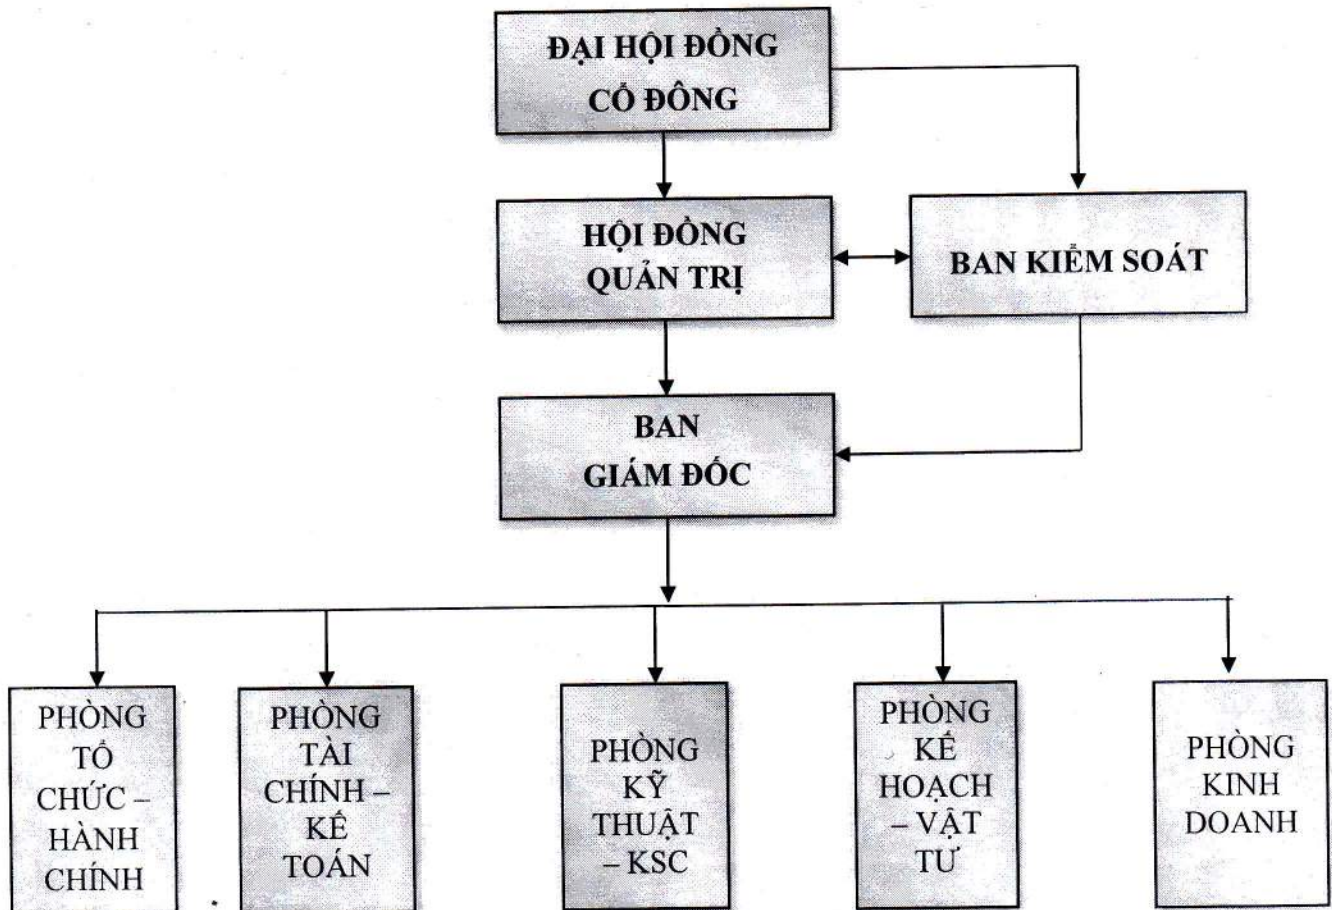 ĐẠI HỘI ĐỒNG
CỔ ĐÔNG
HỘI ĐỒNG
QUẢN TRỊ
BAN KIỂM SOÁT
BAN
GIÁM ĐỐC
PHÒNG
TỔ
CHỨC –
HÀNH
CHÍNH
PHÒNG
TÀI
CHÍNH –
KẾ
TOÁN
PHÒNG
KỸ
THUẬT
– KSC
PHÒNG
KẾ
HOẠCH
– VẬT
TƯ
PHÒNG
KINH
DOANH